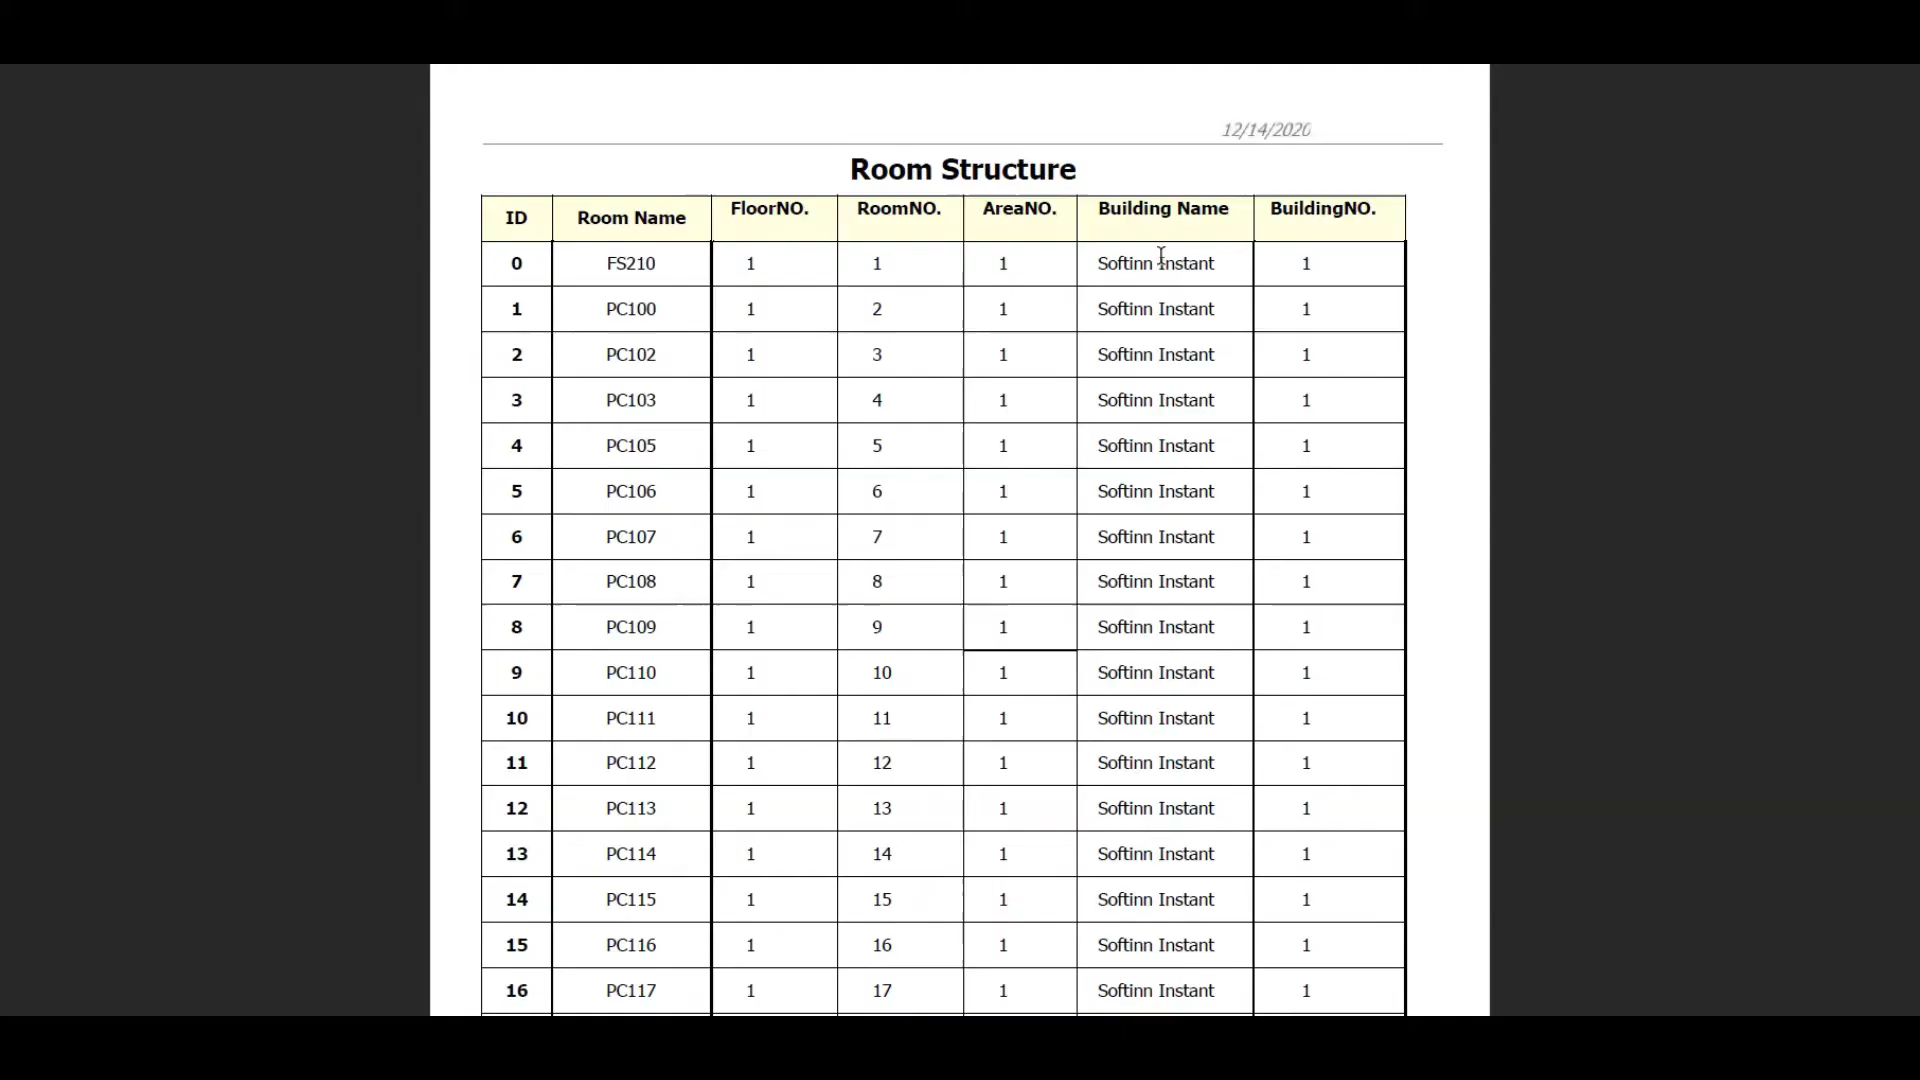 12/14/2020
Room Structure
ID Room Name FloorNO. RoomNO. AreaNO. Building Name BuildingNO.
0 FS210 1 1 1 Softinn Instant 1
1 PC100 1 2 1 Softinn Instant 1
2 PC102 1 3 1 Softinn Instant 1
3 PC103 1 4 1 Softinn Instant 1
4 PC105 1 5 1 Softinn Instant 1
5 PC106 1 6 1 Softinn Instant 1
6 PC107 1 7 1 Softinn Instant 1
7 PC108 1 8 1 Softinn Instant 1
8 PC109 1 9 1 Softinn Instant 1
9 PC110 1 10 1 Softinn Instant 1
10 PC111 1 11 1 Softinn Instant 1
11 PC112 1 12 1 Softinn Instant 1
12 PC113 1 13 1 Softinn Instant 1
13 PC114 1 14 1 Softinn Instant 1
14 PC115 1 15 1 Softinn Instant 1
15 PC116 1 16 1 Softinn Instant 1
16 PC117 1 17 1 Softinn Instant 1